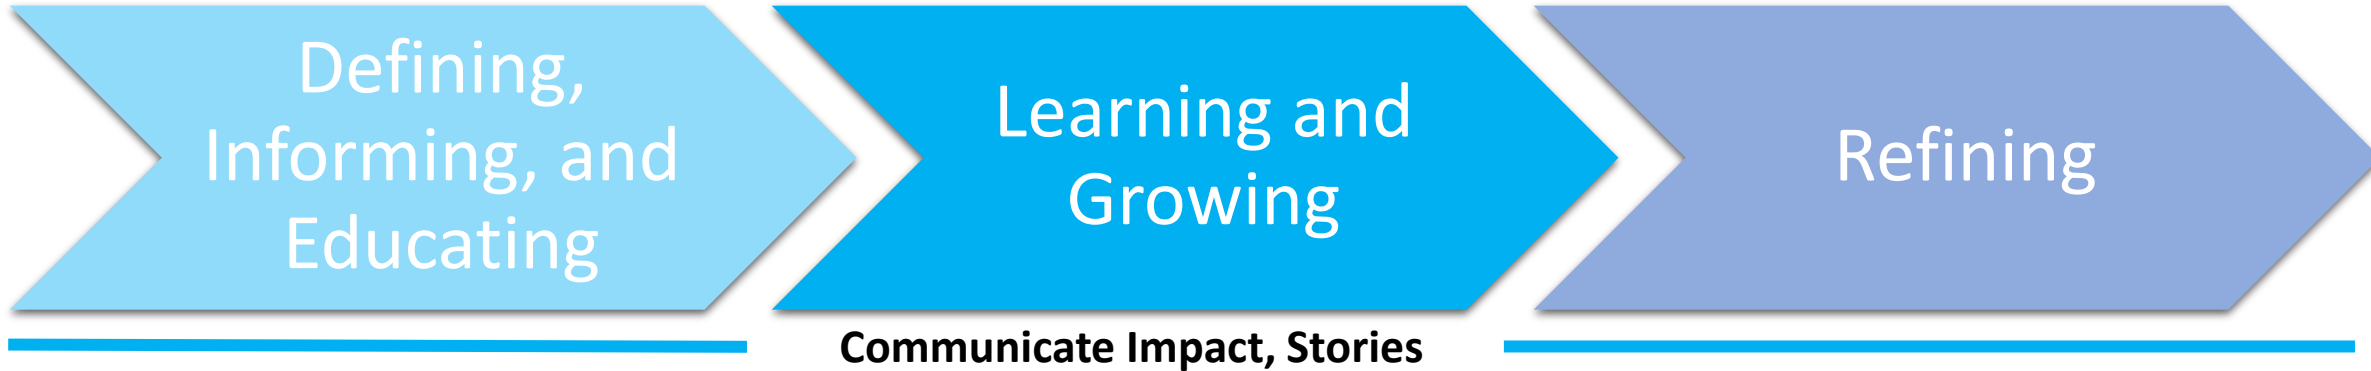 Defining,
Informing, and
Educating
Learning and
Growing
Refining
Communicate Impact, Stories